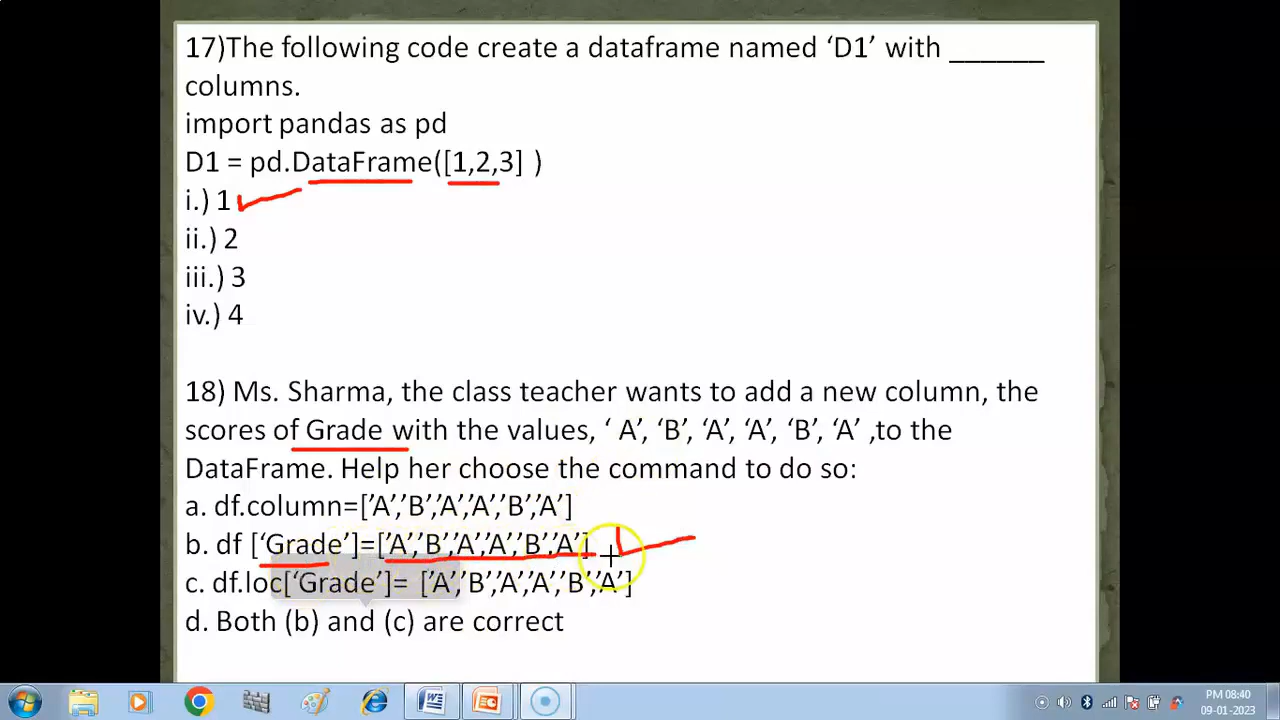 17)The following code create a dataframe named ‘D1’ with ______
columns.
import pandas as pd
D1 = pd.DataFrame([1,2,3] )
i.) 1
ii.) 2
iii.) 3
iv.) 4
18) Ms. Sharma, the class teacher wants to add a new column, the
scores of Grade with the values, ‘ A’, ‘B’, ‘A’, ‘A’, ‘B’, ‘A’ ,to the
DataFrame. Help her choose the command to do so:
a. df.column=[’A’,’B’,’A’,’A’,’B’,’A’]
b. df [‘Grade’]=[’A’,’B’,’A’,’A’,’B’,’A’]
c. df.loc[‘Grade’]= [’A’,’B’,’A’,’A’,’B’,’A’]
d. Both (b) and (c) are correct
PM 08:40
09-01-2023